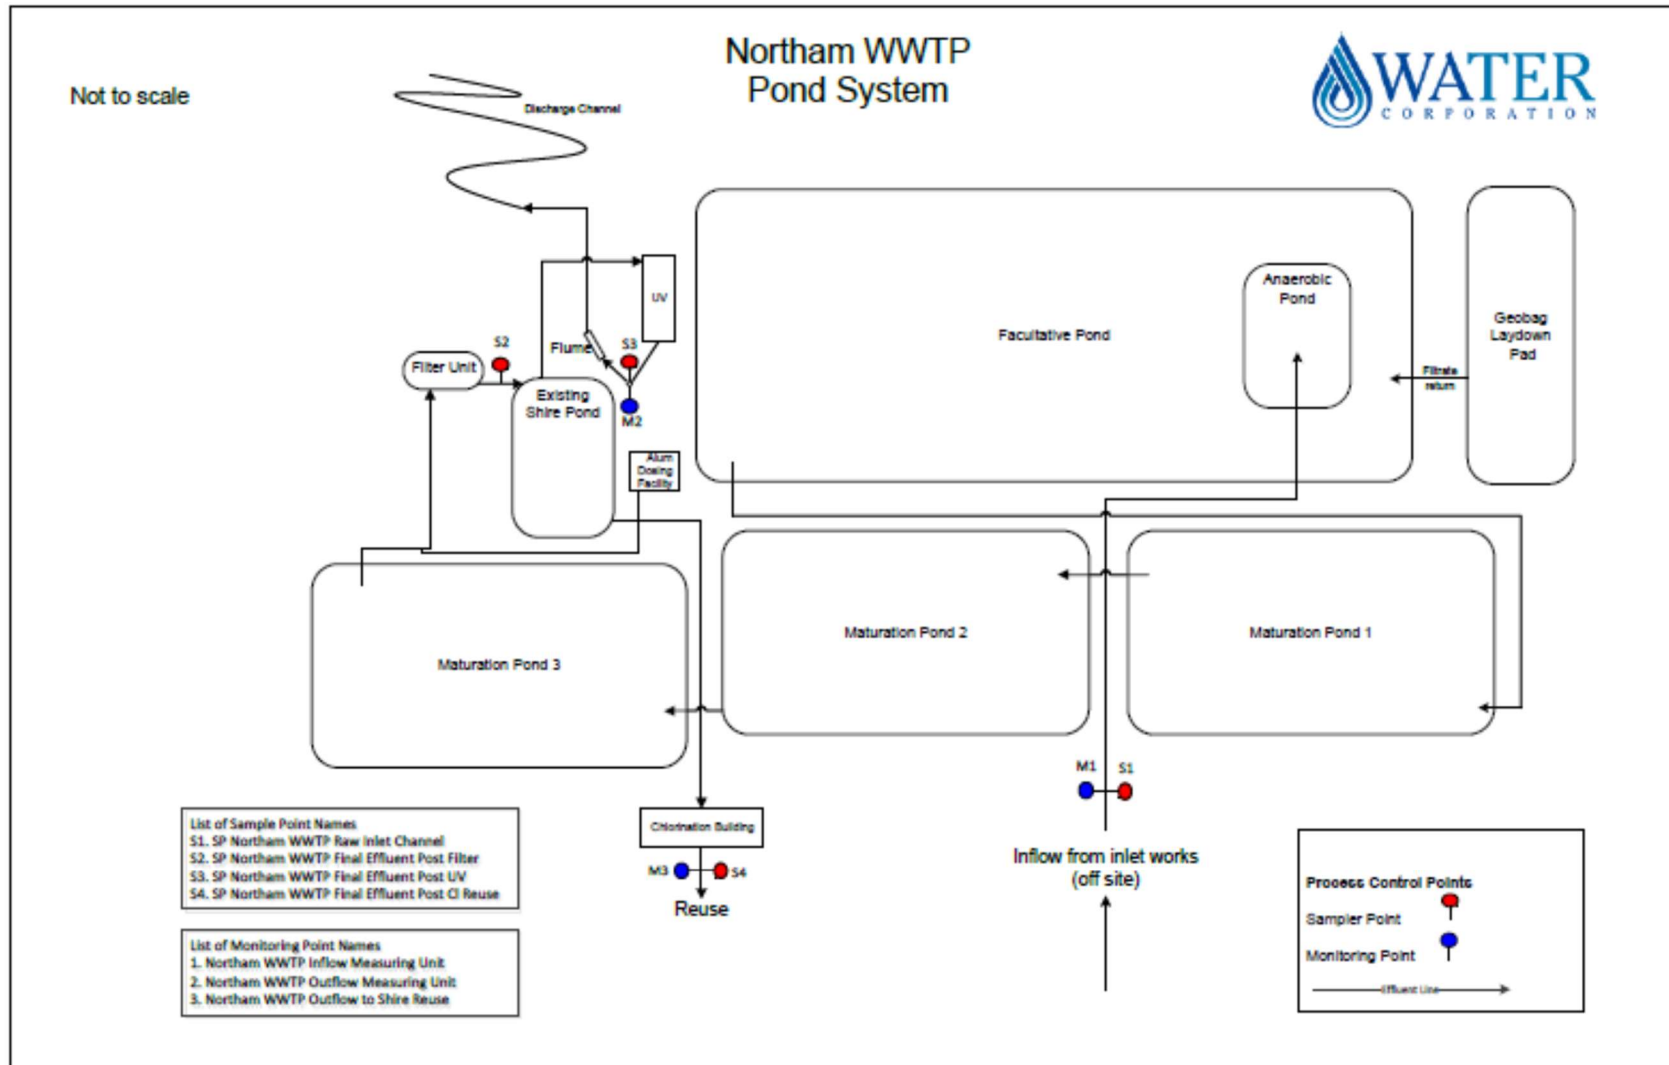 Northam WWTP
Pond System
Not to scale
WATER
CORPORATION
Discharge Channel
UV
Anaerobic
Pond
Facultative Pond
Geobag
Laydown
Pad
Filtrate
return
S2
Flume
S3
Filter Unit
Existing
Shire Pond
M2
Alum
Dosing
Facility
Maturation Pond 3
Maturation Pond 2
Maturation Pond 1
M1
S1
Chlorination Building
M3
S4
Reuse
Inflow from inlet works
(off site)
List of Sample Point Names
S1. SP Northam WWTP Raw Inlet Channel
S2. SP Northam WWTP Final Effluent Post Filter
S3. SP Northam WWTP Final Effluent Post UV
S4. SP Northam WWTP Final Effluent Post Cl Reuse
List of Monitoring Point Names
1. Northam WWTP Inflow Measuring Unit
2. Northam WWTP Outflow Measuring Unit
3. Northam WWTP Outflow to Shire Reuse
Process Control Points
Sampler Point
Monitoring Point
Effluent Line